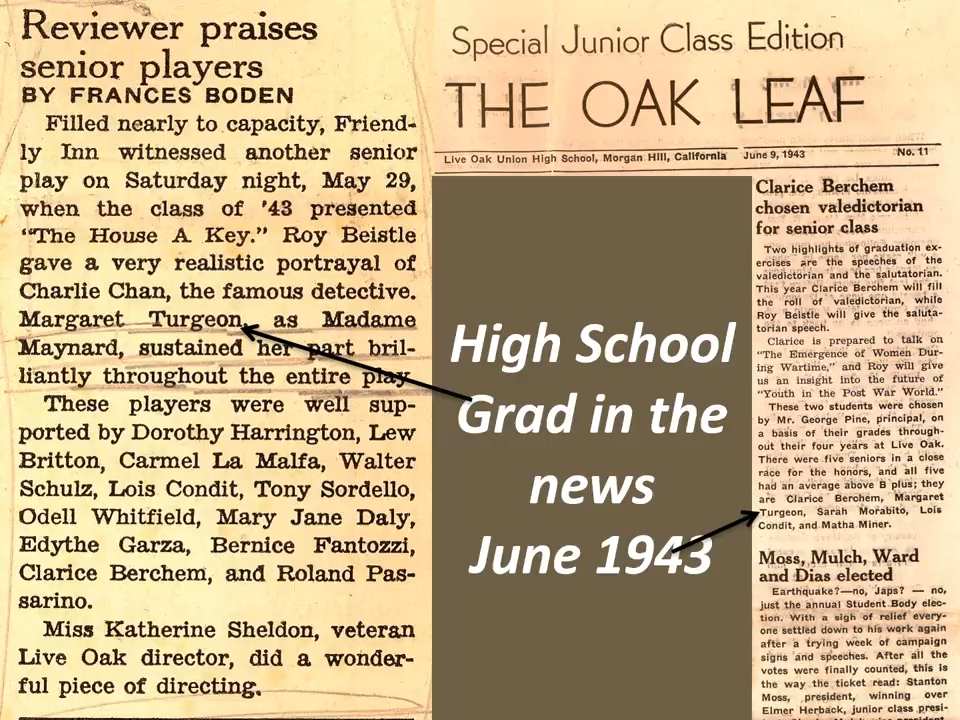 Reviewer praises
senior players
BY FRANCES BODEN
Filled nearly to capacity, Friend-
ly Inn witnessed another senior
play on Saturday night, May 29,
when the class of '43 presented
"The House A Key." Roy Beistle
gave a very realistic portrayal of
Charlie Chan, the famous detective.
Margaret Turgeon, as Madame
Maynard, sustained her part bril-
liantly throughout the entire play.
These players were well sup-
ported by Dorothy Harrington, Lew
Britton, Carmel La Malfa, Walter
Schulz, Lois Condit, Tony Sordello,
Odell Whitfield, Mary Jane Daly,
Edythe Garza, Bernice Fantozzi,
Clarice Berchem, and Roland Pas-
sarino.
Miss Katherine Sheldon, veteran
Live Oak director, did a wonder-
ful piece of directing.
Special Junior Class Edition
THE OAK LEAF
Live Oak Union High School, Morgan Hill, California June 9, 1943 No. 11
High School
Grad in the
news
June 1943
Clarice Berchem
chosen valedictorian
for senior class
Two highlights of graduation ex-
ercises are the speeches of the
valedictorian and the salutatorian.
This year Clarice Berchem will fill
the roll of valedictorian, while
Roy Beistle will give the saluta-
torian speech.
Clarice is prepared to talk on
"The Emergence of Women Dur-
ing Wartime," and Roy will give
us an insight into the future of
"Youth in the Post War World."
These two students were chosen
by Mr. George Pine, principal, on
a basis of their grades through-
out their four years at Live Oak.
There were five seniors in a close
race for the honors, and all five
had an average above B plus; they
are Clarice Berchem, Margaret
Turgeon, Sarah Morabito, Lois
Condit, and Matha Miner.
Moss, Mulch, Ward
and Dias elected
Earthquake?—no, Japs? — no,
just the annual Student Body elec-
tion. With a sigh of relief every-
one settled down to his work again
after a trying week of campaign
signs and speeches. After all the
votes were finally counted, this is
the way the ticket read: Stanton
Moss, president, winning over
Elmer Herback, junior class presi-